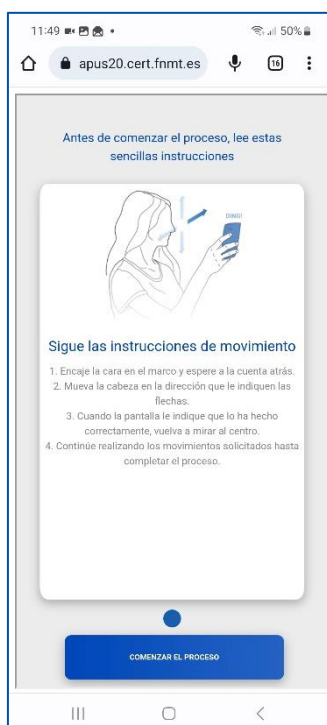 11:49
50%
apus20.cert.fnmt.es
16
Antes de comenzar el proceso, lee estas
sencillas instrucciones
DING!
Sigue las instrucciones de movimiento
1. Encaje la cara en el marco y espere a la cuenta atrás.
2. Mueva la cabeza en la dirección que le indiquen las
flechas.
3. Cuando la pantalla le indique que lo ha hecho
correctamente, vuelva a mirar al centro.
4. Continúe realizando los movimientos solicitados hasta
completar el proceso.
COMENZAR EL PROCESO